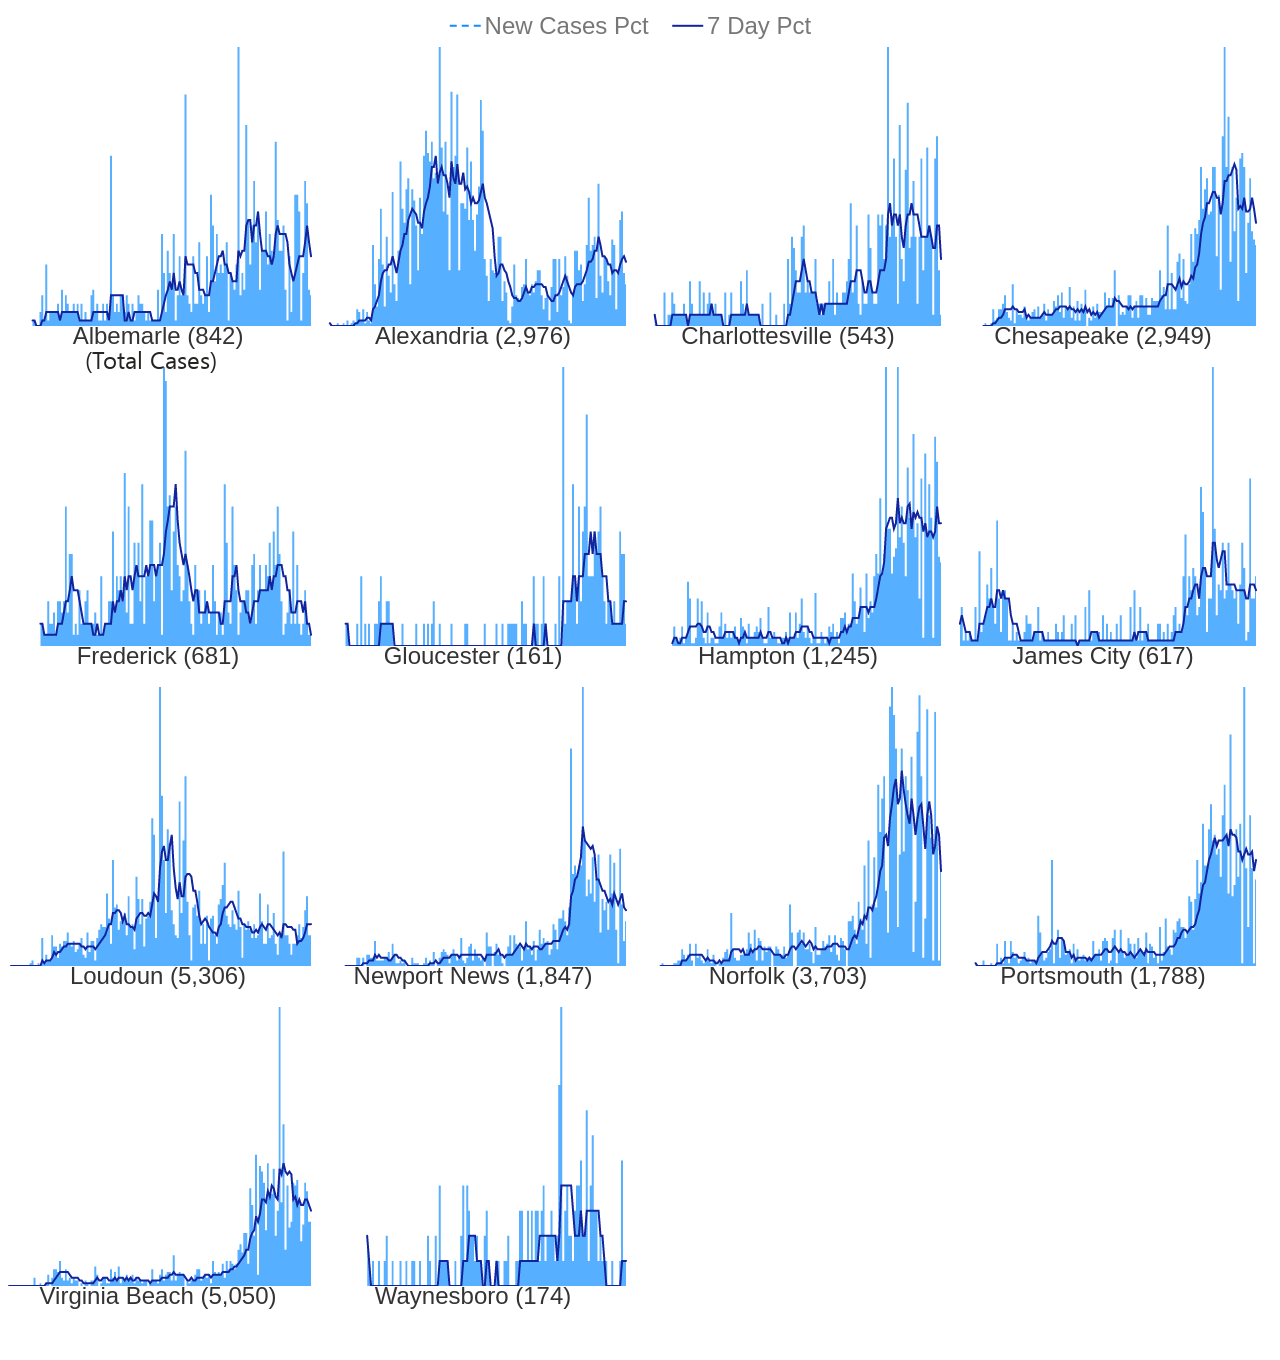 New Cases Pct 7 Day Pct
Albemarle (842) Alexandria (2,976) Charlottesville (543) Chesapeake (2,949)
(Total Cases)
Frederick (681) Gloucester (161) Hampton (1,245) James City (617)
Loudoun (5,306) Newport News (1,847) Norfolk (3,703) Portsmouth (1,788)
Virginia Beach (5,050) Waynesboro (174)